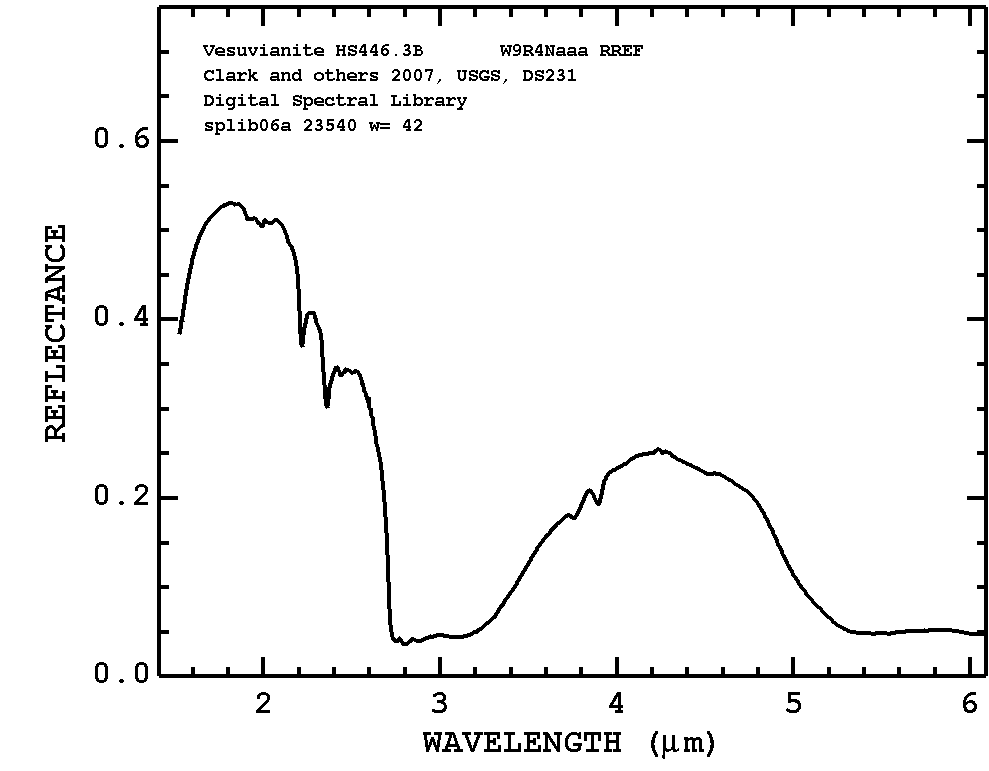 Vesuvianite HS446.3B W9R4Naaa RREF
Clark and others 2007, USGS, DS231
Digital Spectral Library
splib06a 23540 w= 42
0.6
0.4
0.2
0.0
REFLECTANCE
2 3 4 5 6
WAVELENGTH (μm)